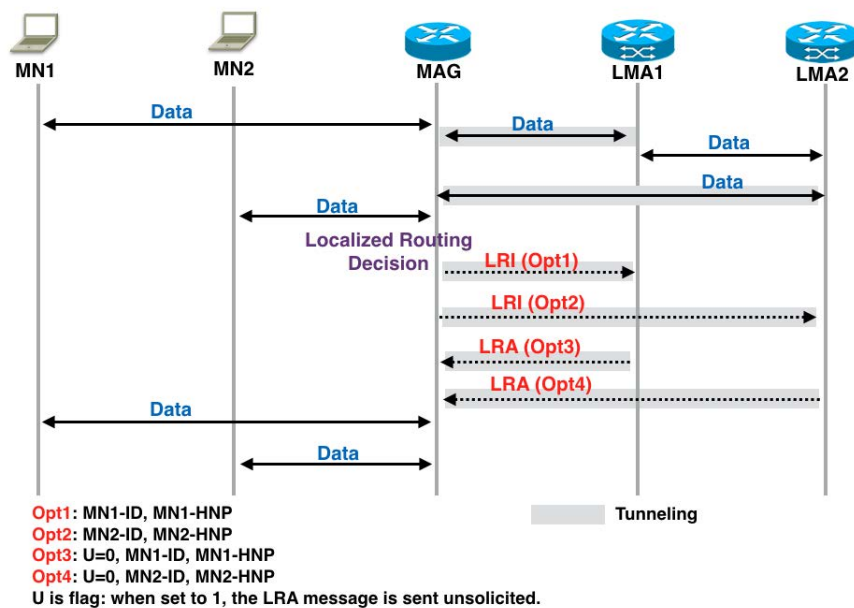 MN1
MN2
MAG
LMA1
LMA2
Data
Data
Data
Data
Data
Localized Routing
Decision
LRI (Opt1)
LRI (Opt2)
LRA (Opt3)
LRA (Opt4)
Data
Data
Opt1: MN1-ID, MN1-HNP
Opt2: MN2-ID, MN2-HNP
Opt3: U=0, MN1-ID, MN1-HNP
Opt4: U=0, MN2-ID, MN2-HNP
U is flag: when set to 1, the LRA message is sent unsolicited.
Tunneling